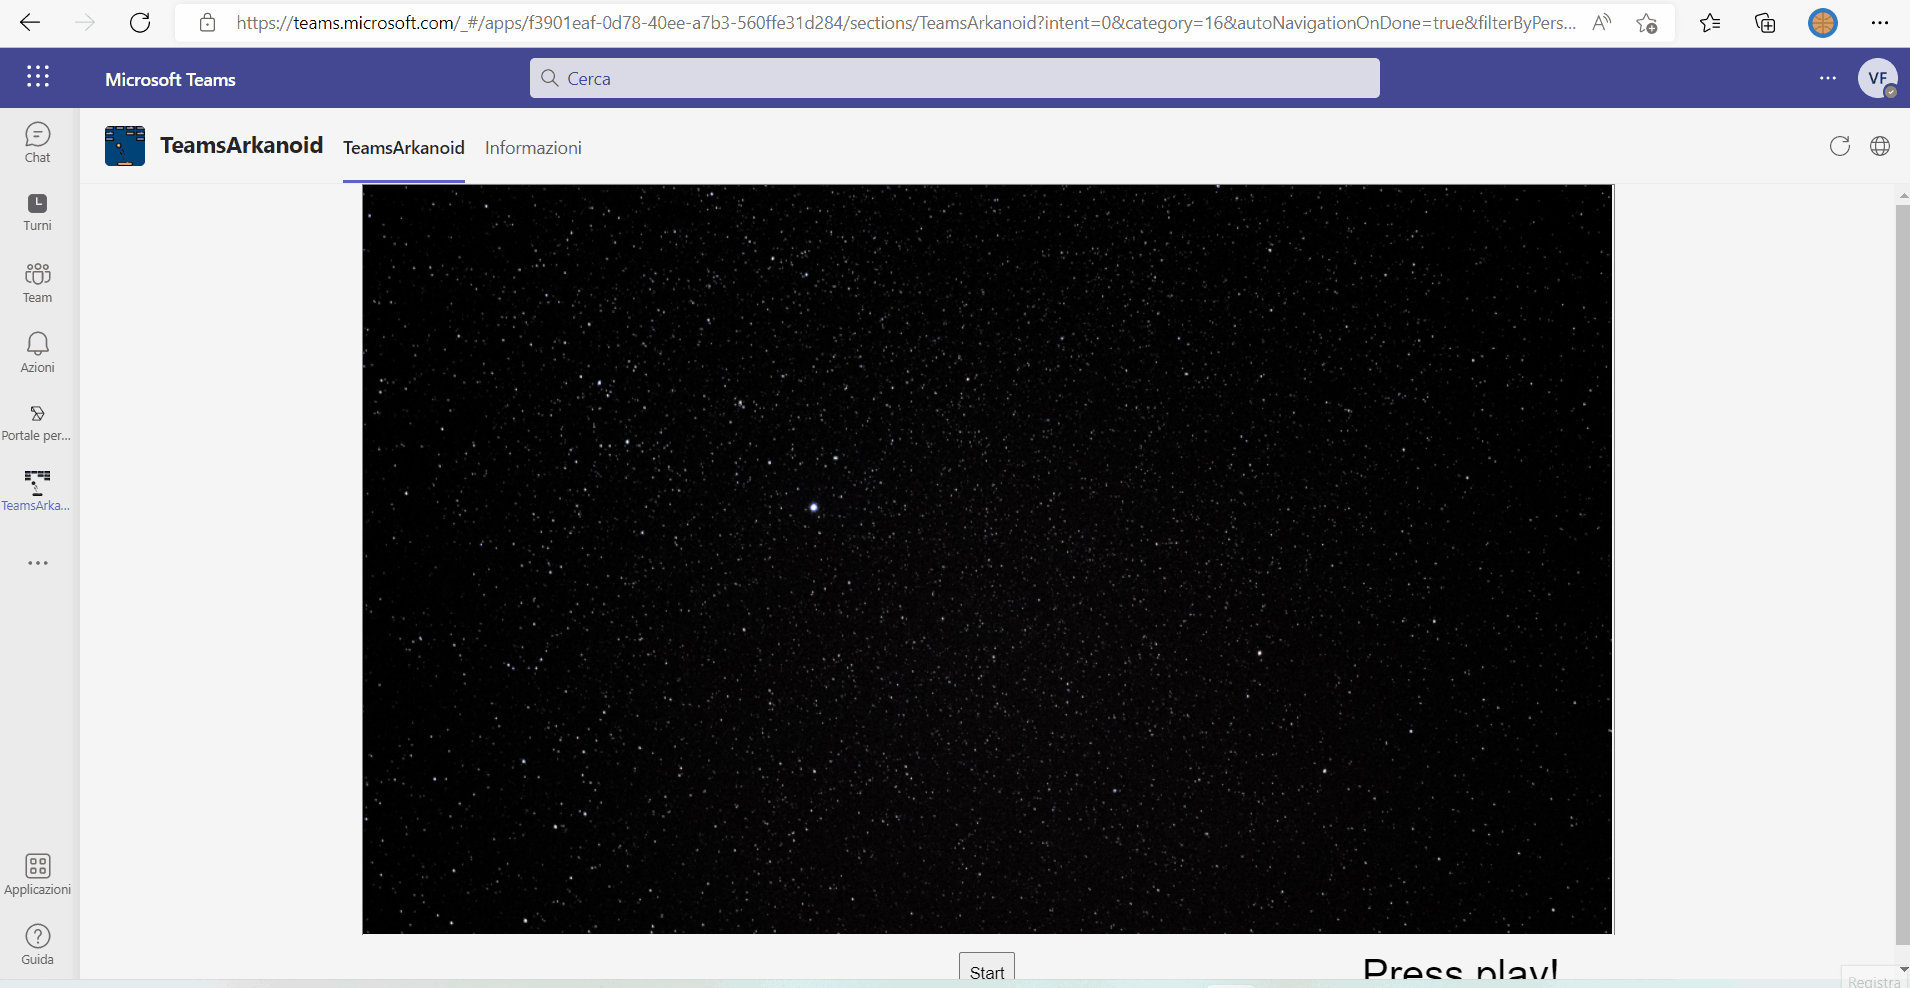 https://teams.microsoft.com/_#/apps/f3901eaf-0d78-40ee-a7b3-560ffe31d284/sections/TeamsArkanoid?intent=0&category=16&autoNavigationOnDone=true&filterByPers...
Microsoft Teams
Cerca
VF
TeamsArkanoid
TeamsArkanoid
Informazioni
Chat
Turni
Team
Azioni
Portale per...
TeamsArka...
Applicazioni
Guida
Start
Press play!
Registra